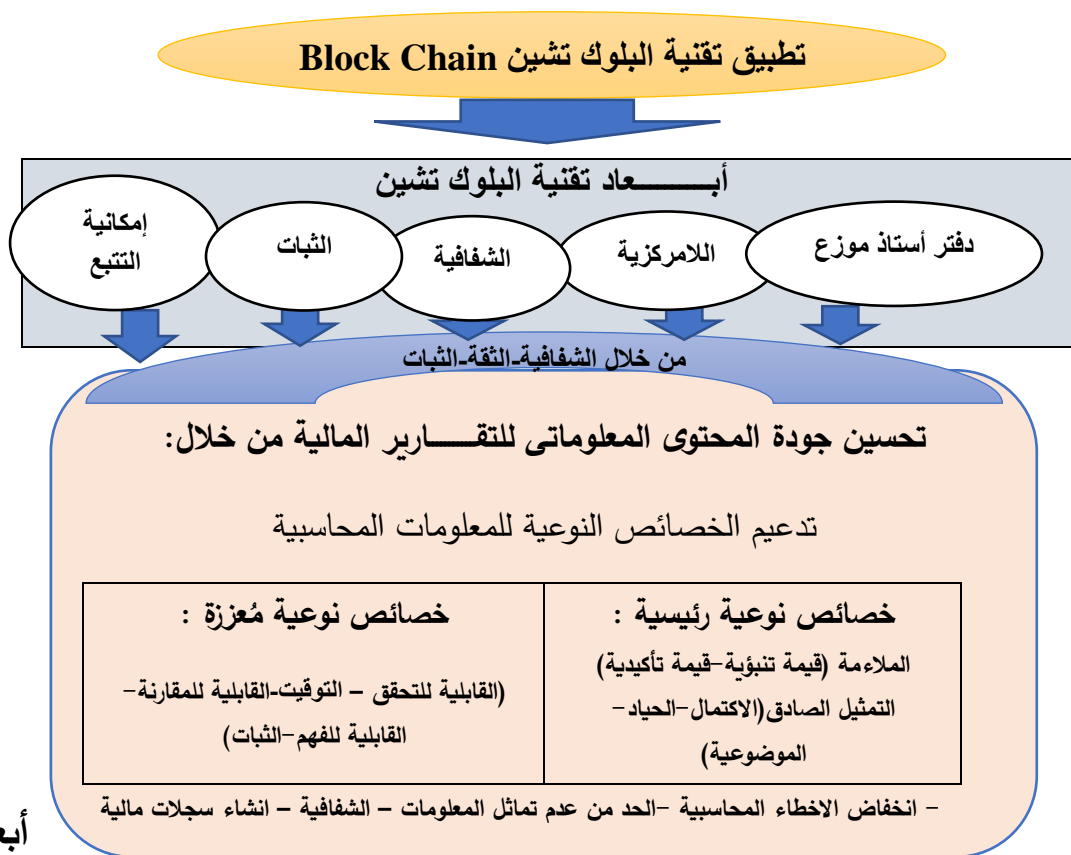 تطبيق تقنية البلوك تشين Block Chain
أبـــــــعاد تقنية البلوك تشين
دفتر أستاذ موزع
اللامركزية
الشفافية
الثبات
إمكانية
التتبع
من خلال الشفافية-الثقة-الثبات
تحسين جودة المحتوى المعلوماتى للتقـــــارير المالية من خلال:
تدعيم الخصائص النوعية للمعلومات المحاسبية
خصائص نوعية رئيسية :
الملاءمة (قيمة تنبؤية-قيمة تأكيدية)
التمثيل الصادق(الاكتمال-الحياد-
الموضوعية)
خصائص نوعية مُعززة :
(القابلية للتحقق – التوقيت-القابلية للمقارنة-
القابلية للفهم-الثبات)
- انخفاض الاخطاء المحاسبية -الحد من عدم تماثل المعلومات – الشفافية – انشاء سجلات مالية